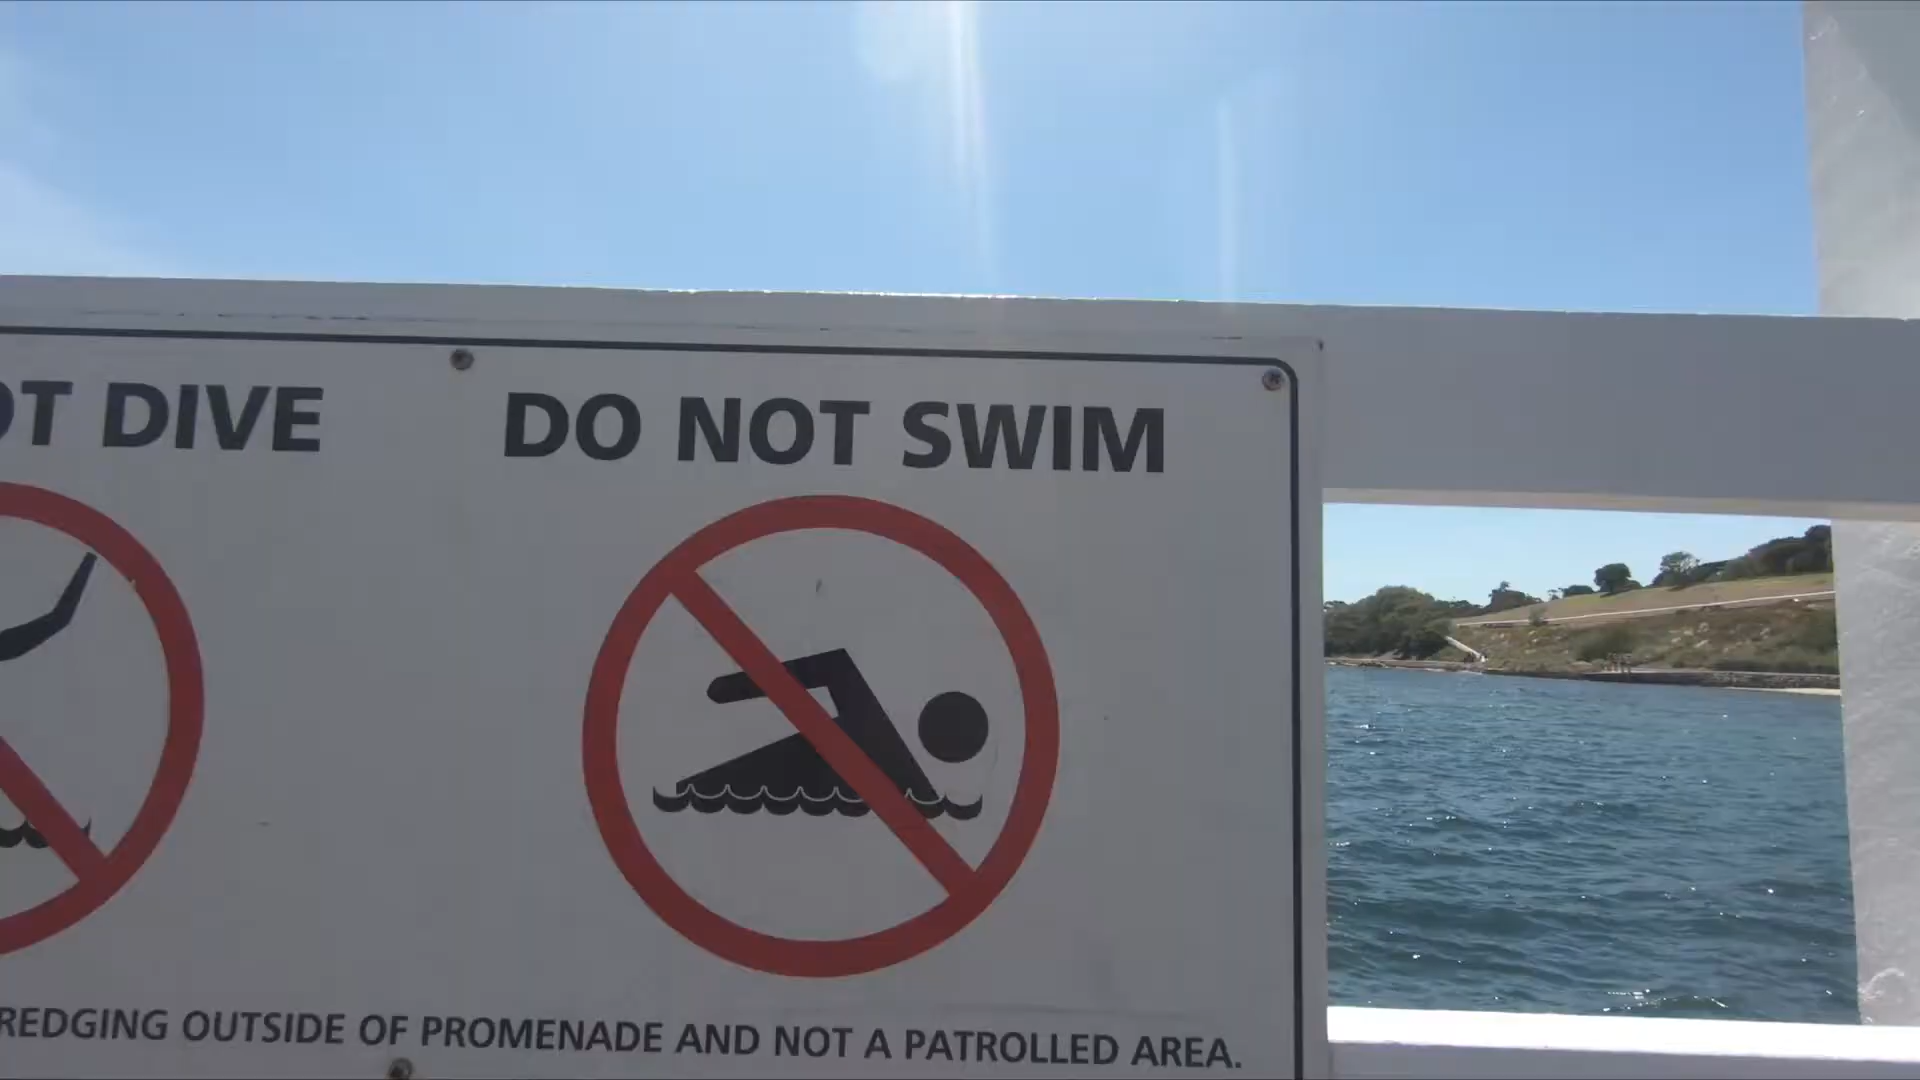 DIVE
DO NOT SWIM
OUTSIDE OF PROMENADE AND NOT A PATROLLED AREA.